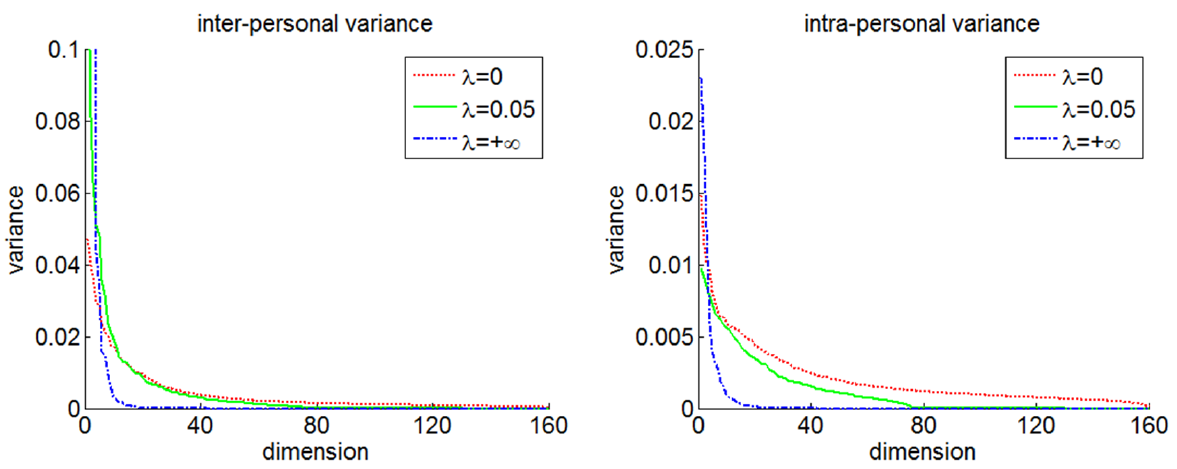 inter-personal variance
0.1
0.08
0.06
0.04
0.02
0
variance
λ=0
λ=0.05
λ=+∞
0 40 80 120 160
dimension
intra-personal variance
0.025
0.02
0.015
0.01
0.005
0
variance
λ=0
λ=0.05
λ=+∞
0 40 80 120 160
dimension